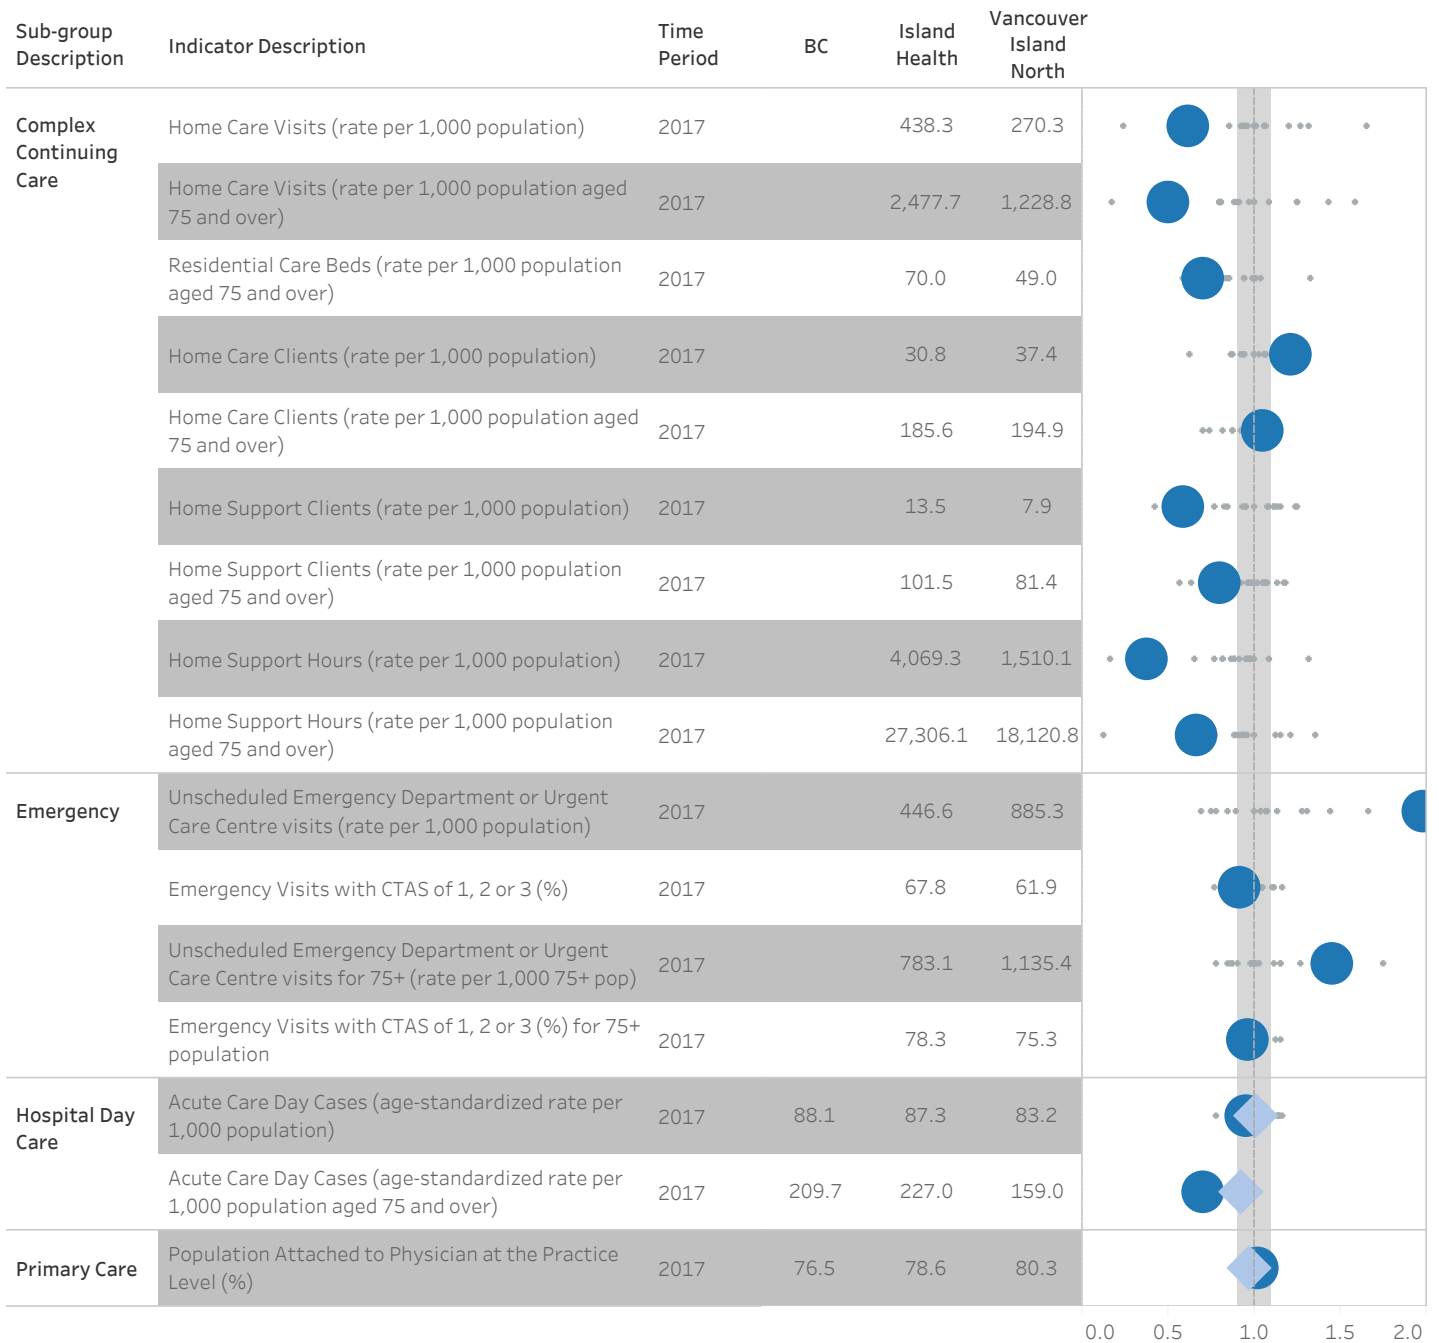 Sub-group Description
Indicator Description
Time Period
BC
Island Health
Vancouver Island North
Complex Continuing Care
Home Care Visits (rate per 1,000 population) 2017 438.3 270.3
Home Care Visits (rate per 1,000 population aged
75 and over) 2017 2,477.7 1,228.8
Residential Care Beds (rate per 1,000 population
aged 75 and over) 2017 70.0 49.0
Home Care Clients (rate per 1,000 population) 2017 30.8 37.4
Home Care Clients (rate per 1,000 population aged
75 and over) 2017 185.6 194.9
Home Support Clients (rate per 1,000 population) 2017 13.5 7.9
Home Support Clients (rate per 1,000 population
aged 75 and over) 2017 101.5 81.4
Home Support Hours (rate per 1,000 population) 2017 4,069.3 1,510.1
Home Support Hours (rate per 1,000 population
aged 75 and over) 2017 27,306.1 18,120.8
Emergency
Unscheduled Emergency Department or Urgent
Care Centre visits (rate per 1,000 population) 2017 446.6 885.3
Emergency Visits with CTAS of 1, 2 or 3 (%) 2017 67.8 61.9
Unscheduled Emergency Department or Urgent
Care Centre visits for 75+ (rate per 1,000 75+ pop) 2017 783.1 1,135.4
Emergency Visits with CTAS of 1, 2 or 3 (%) for 75+
population 2017 78.3 75.3
Hospital Day Care
Acute Care Day Cases (age-standardized rate per
1,000 population) 2017 88.1 87.3 83.2
Acute Care Day Cases (age-standardized rate per
1,000 population aged 75 and over) 2017 209.7 227.0 159.0
Primary Care
Population Attached to Physician at the Practice
Level (%) 2017 76.5 78.6 80.3
0.0 0.5 1.0 1.5 2.0